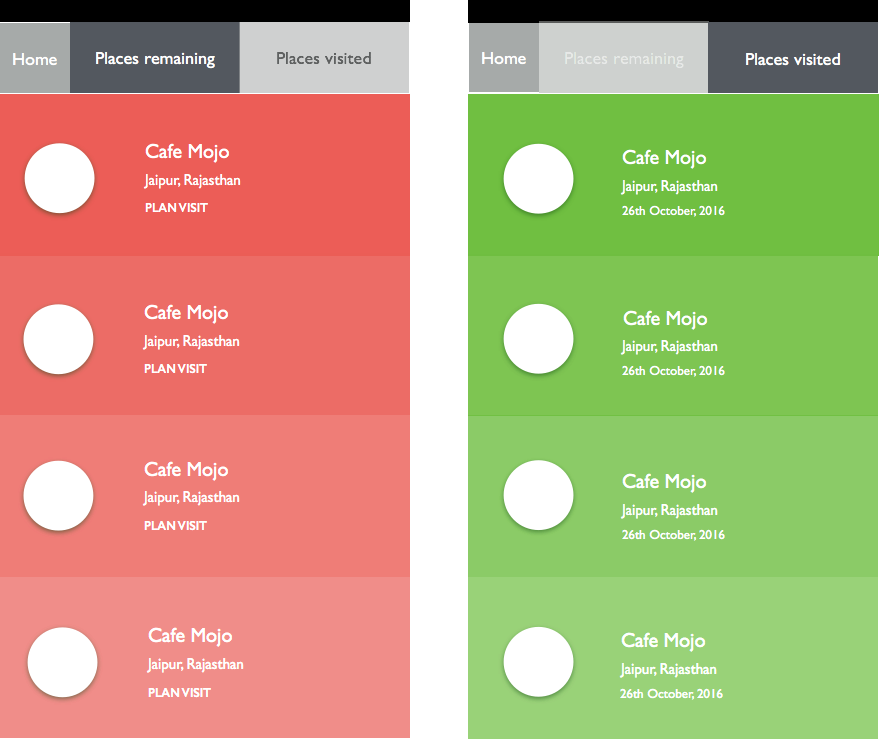 Home Places remaining Places visited
Cafe Mojo
Jaipur, Rajasthan
PLAN VISIT
Cafe Mojo
Jaipur, Rajasthan
PLAN VISIT
Cafe Mojo
Jaipur, Rajasthan
PLAN VISIT
Cafe Mojo
Jaipur, Rajasthan
PLAN VISIT
Home Places remaining Places visited
Cafe Mojo
Jaipur, Rajasthan
26th October, 2016
Cafe Mojo
Jaipur, Rajasthan
26th October, 2016
Cafe Mojo
Jaipur, Rajasthan
26th October, 2016
Cafe Mojo
Jaipur, Rajasthan
26th October, 2016